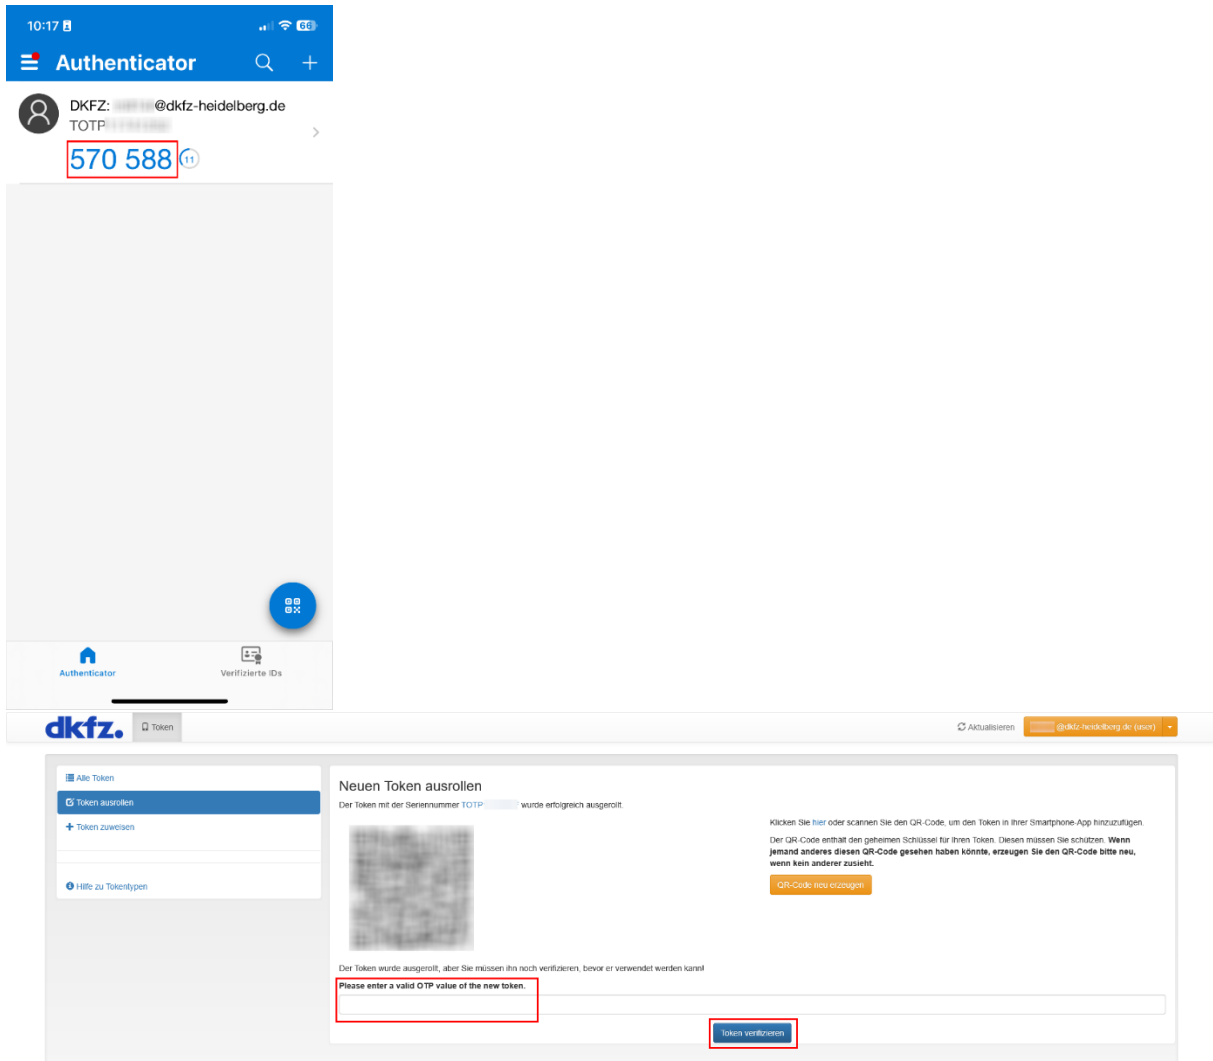 10:17
66
Authenticator
DKFZ: @dkfz-heidelberg.de
TOTP
570 588
11
Authenticator
Verifizierte IDs
dkfz.
Token
Aktualisieren
@dkfz-heidelberg.de (user)
Alle Token
Token ausrollen
Token zuweisen
Hilfe zu Tokentypen
Neuen Token ausrollen
Der Token mit der Seriennummer TOTP wurde erfolgreich ausgerollt.
Klicken Sie hier oder scannen Sie den QR-Code, um den Token in Ihrer Smartphone-App hinzuzufügen.
Der QR-Code enthält den geheimen Schlüssel für Ihren Token. Diesen müssen Sie schützen. Wenn
jemand anderes diesen QR-Code gesehen haben könnte, erzeugen Sie den QR-Code bitte neu,
wenn kein anderer zusieht.
QR-Code neu erzeugen
Der Token wurde ausgerollt, aber Sie müssen ihn noch verifizieren, bevor er verwendet werden kann!
Please enter a valid OTP value of the new token.
Token verifizieren